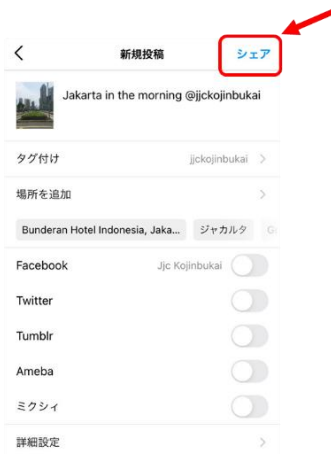 新規投稿
シェア
Jakarta in the morning @jjckojinbukai
タグ付け
jjckojinbukai
場所を追加
Bunderan Hotel Indonesia, Jaka...
ジャカルタ
Facebook
Jjc Kojinbukai
Twitter
Tumblr
Ameba
ミクシィ
詳細設定